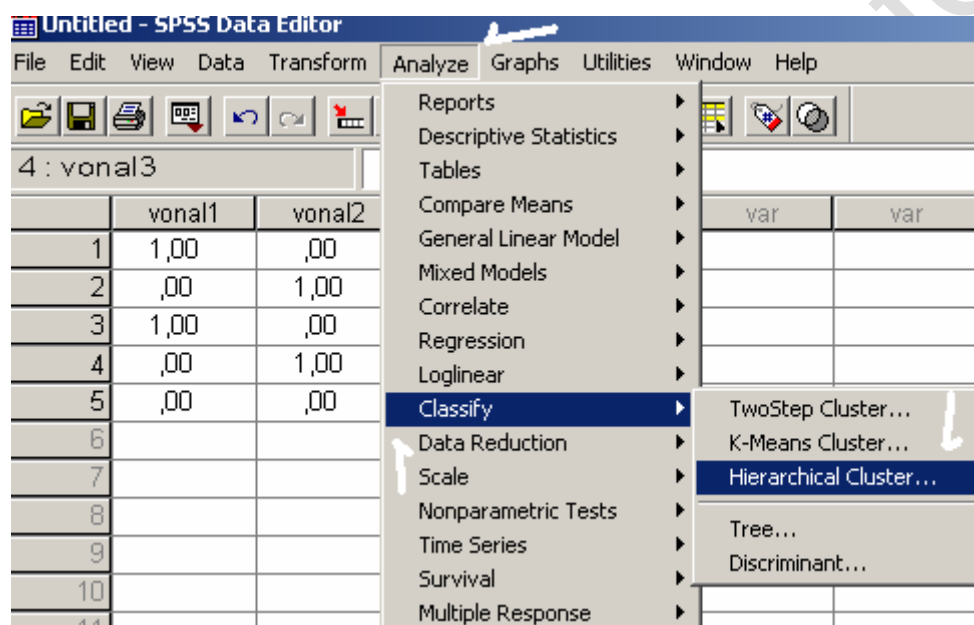 Untitled - SPSS Data Editor
File Edit View Data Transform Analyze Graphs Utilities Window Help
4 : vonal3
vonal1 vonal2 var var
1 1,00 ,00
2 ,00 1,00
3 1,00 ,00
4 ,00 1,00
5 ,00 ,00
6
7
8
9
10
Reports
Descriptive Statistics
Tables
Compare Means
General Linear Model
Mixed Models
Correlate
Regression
Loglinear
Classify
Data Reduction
Scale
Nonparametric Tests
Time Series
Survival
Multiple Response
TwoStep Cluster...
K-Means Cluster...
Hierarchical Cluster...
Tree...
Discriminant...